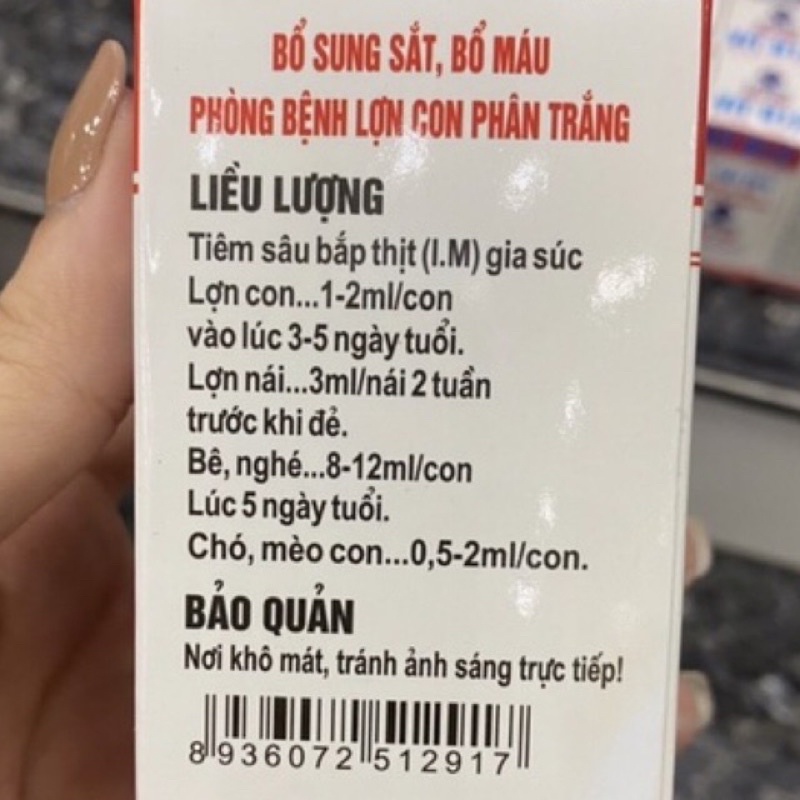 BỔ SUNG SẮT, BỔ MÁU
PHÒNG BỆNH LỢN CON PHÂN TRẮNG
LIỀU LƯỢNG
Tiêm sâu bắp thịt (I.M) gia súc
Lợn con...1-2ml/con
vào lúc 3-5 ngày tuổi.
Lợn nái...3ml/nái 2 tuần
trước khi đẻ.
Bê, nghé...8-12ml/con
Lúc 5 ngày tuổi.
Chó, mèo con...0,5-2ml/con.
BẢO QUẢN
Nơi khô mát, tránh ảnh sáng trực tiếp!
8 936072 512917